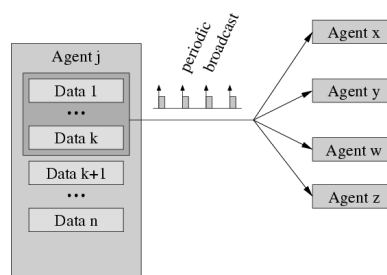 Agent j
Data 1
...
Data k
Data k+1
...
Data n
periodic
broadcast
Agent x
Agent y
Agent w
Agent z